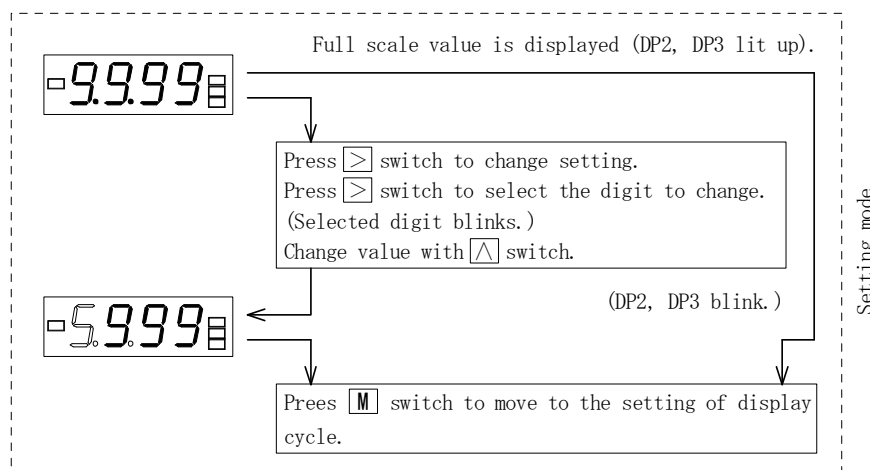 Full scale value is displayed (DP2, DP3 lit up).
-9.9.99
Press > switch to change setting.
Press > switch to select the digit to change.
(Selected digit blinks.)
Change value with ∧ switch.
(DP2, DP3 blink.)
-5.9.99
Prees M switch to move to the setting of display
cycle.
Setting mode